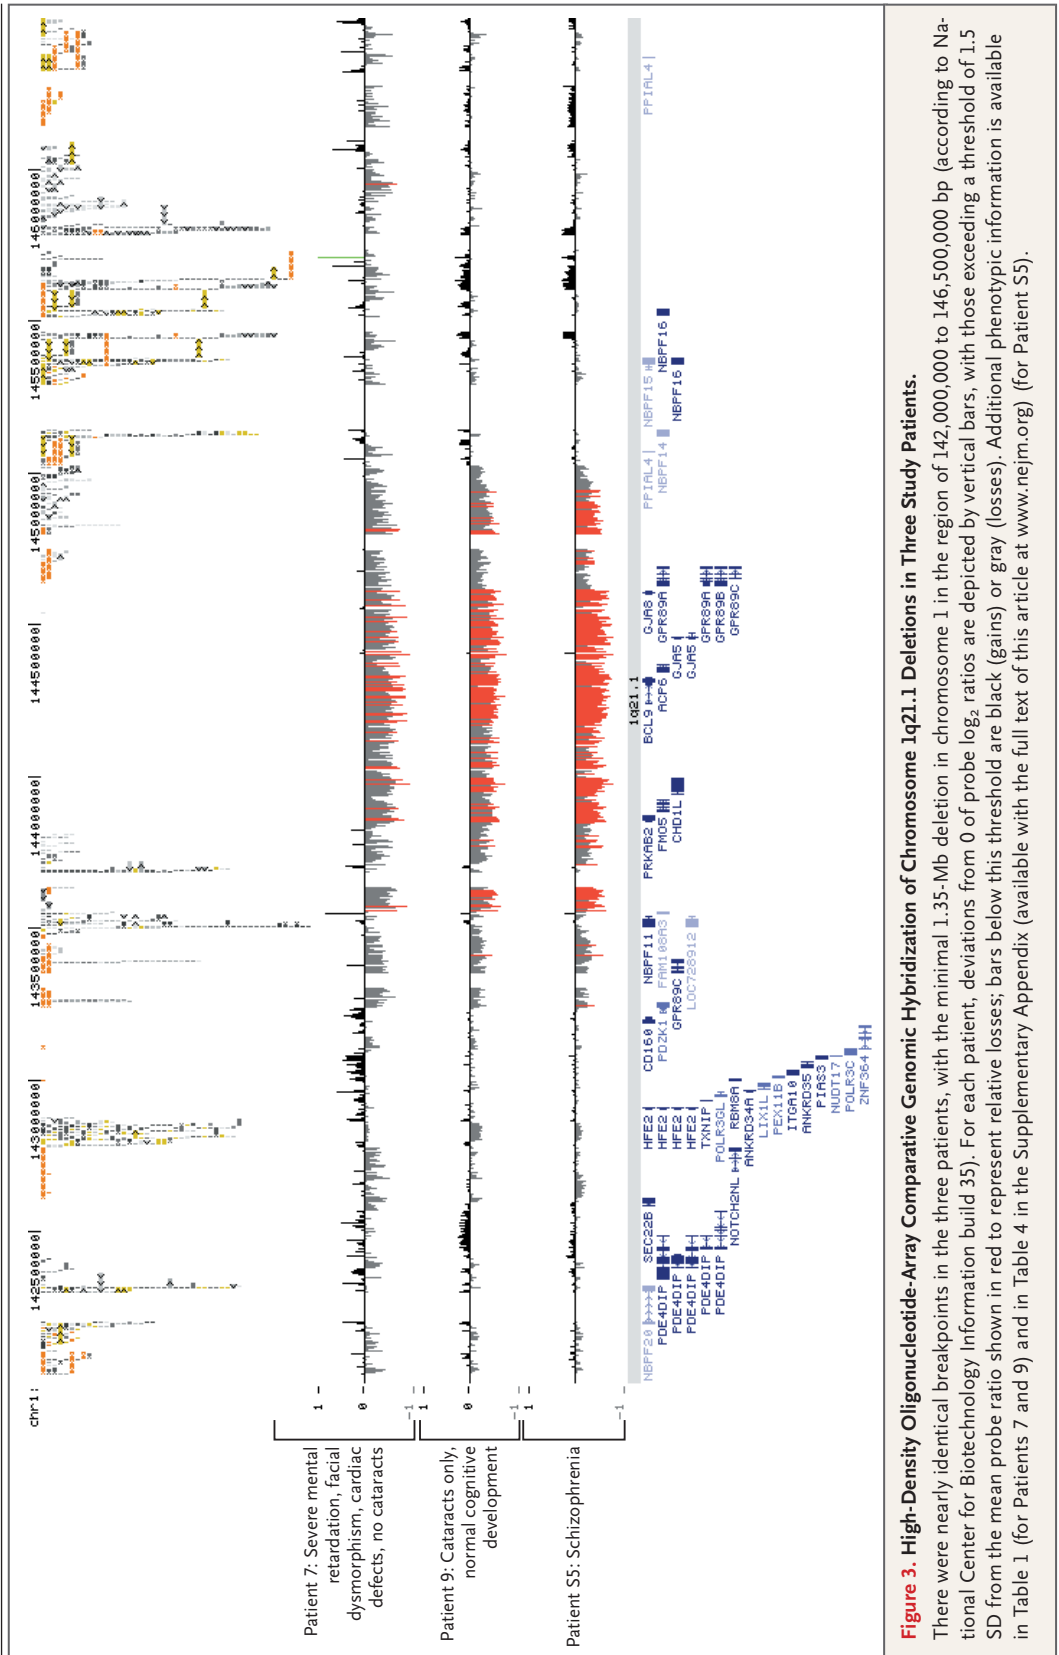 chr1:
142500000|
143000000|
143500000|
144000000|
144500000|
145000000|
145500000|
146000000|
Patient 7: Severe mental
retardation, facial
dysmorphism, cardiac
defects, no cataracts
1
0
-1
Patient 9: Cataracts only,
normal cognitive
development
1
0
-1
Patient S5: Schizophrenia
1
-1
1q21.1
NBPF20
SEC22B
HFE2
CD160
NBPF11
PRKAB2
BCL9
GJA8
PPIAL4
NBPF15
PPIAL4
PDE4DIP
HFE2
PDZK1
FAM108A3
FMO5
ACP6
GPR89A
NBPF14
NBPF16
PDE4DIP
HFE2
GPR89C
CHD1L
GJA5
NBPF16
PDE4DIP
HFE2
LOC728912
GJA5
PDE4DIP
TXNIP
GPR89A
PDE4DIP
POLR3GL
GPR89B
NOTCH2NL
RBM8A
GPR89C
ANKRD34A
LIX1L
PEX11B
ITGA10
ANKRD35
PIAS3
NUDT17
POLR3C
ZNF364
Figure 3. High-Density Oligonucleotide-Array Comparative Genomic Hybridization of Chromosome 1q21.1 Deletions in Three Study Patients.
There were nearly identical breakpoints in the three patients, with the minimal 1.35-Mb deletion in chromosome 1 in the region of 142,000,000 to 146,500,000 bp (according to Na-
tional Center for Biotechnology Information build 35). For each patient, deviations from 0 of probe log₂ ratios are depicted by vertical bars, with those exceeding a threshold of 1.5
SD from the mean probe ratio shown in red to represent relative losses; bars below this threshold are black (gains) or gray (losses). Additional phenotypic information is available
in Table 1 (for Patients 7 and 9) and in Table 4 in the Supplementary Appendix (available with the full text of this article at www.nejm.org) (for Patient S5).